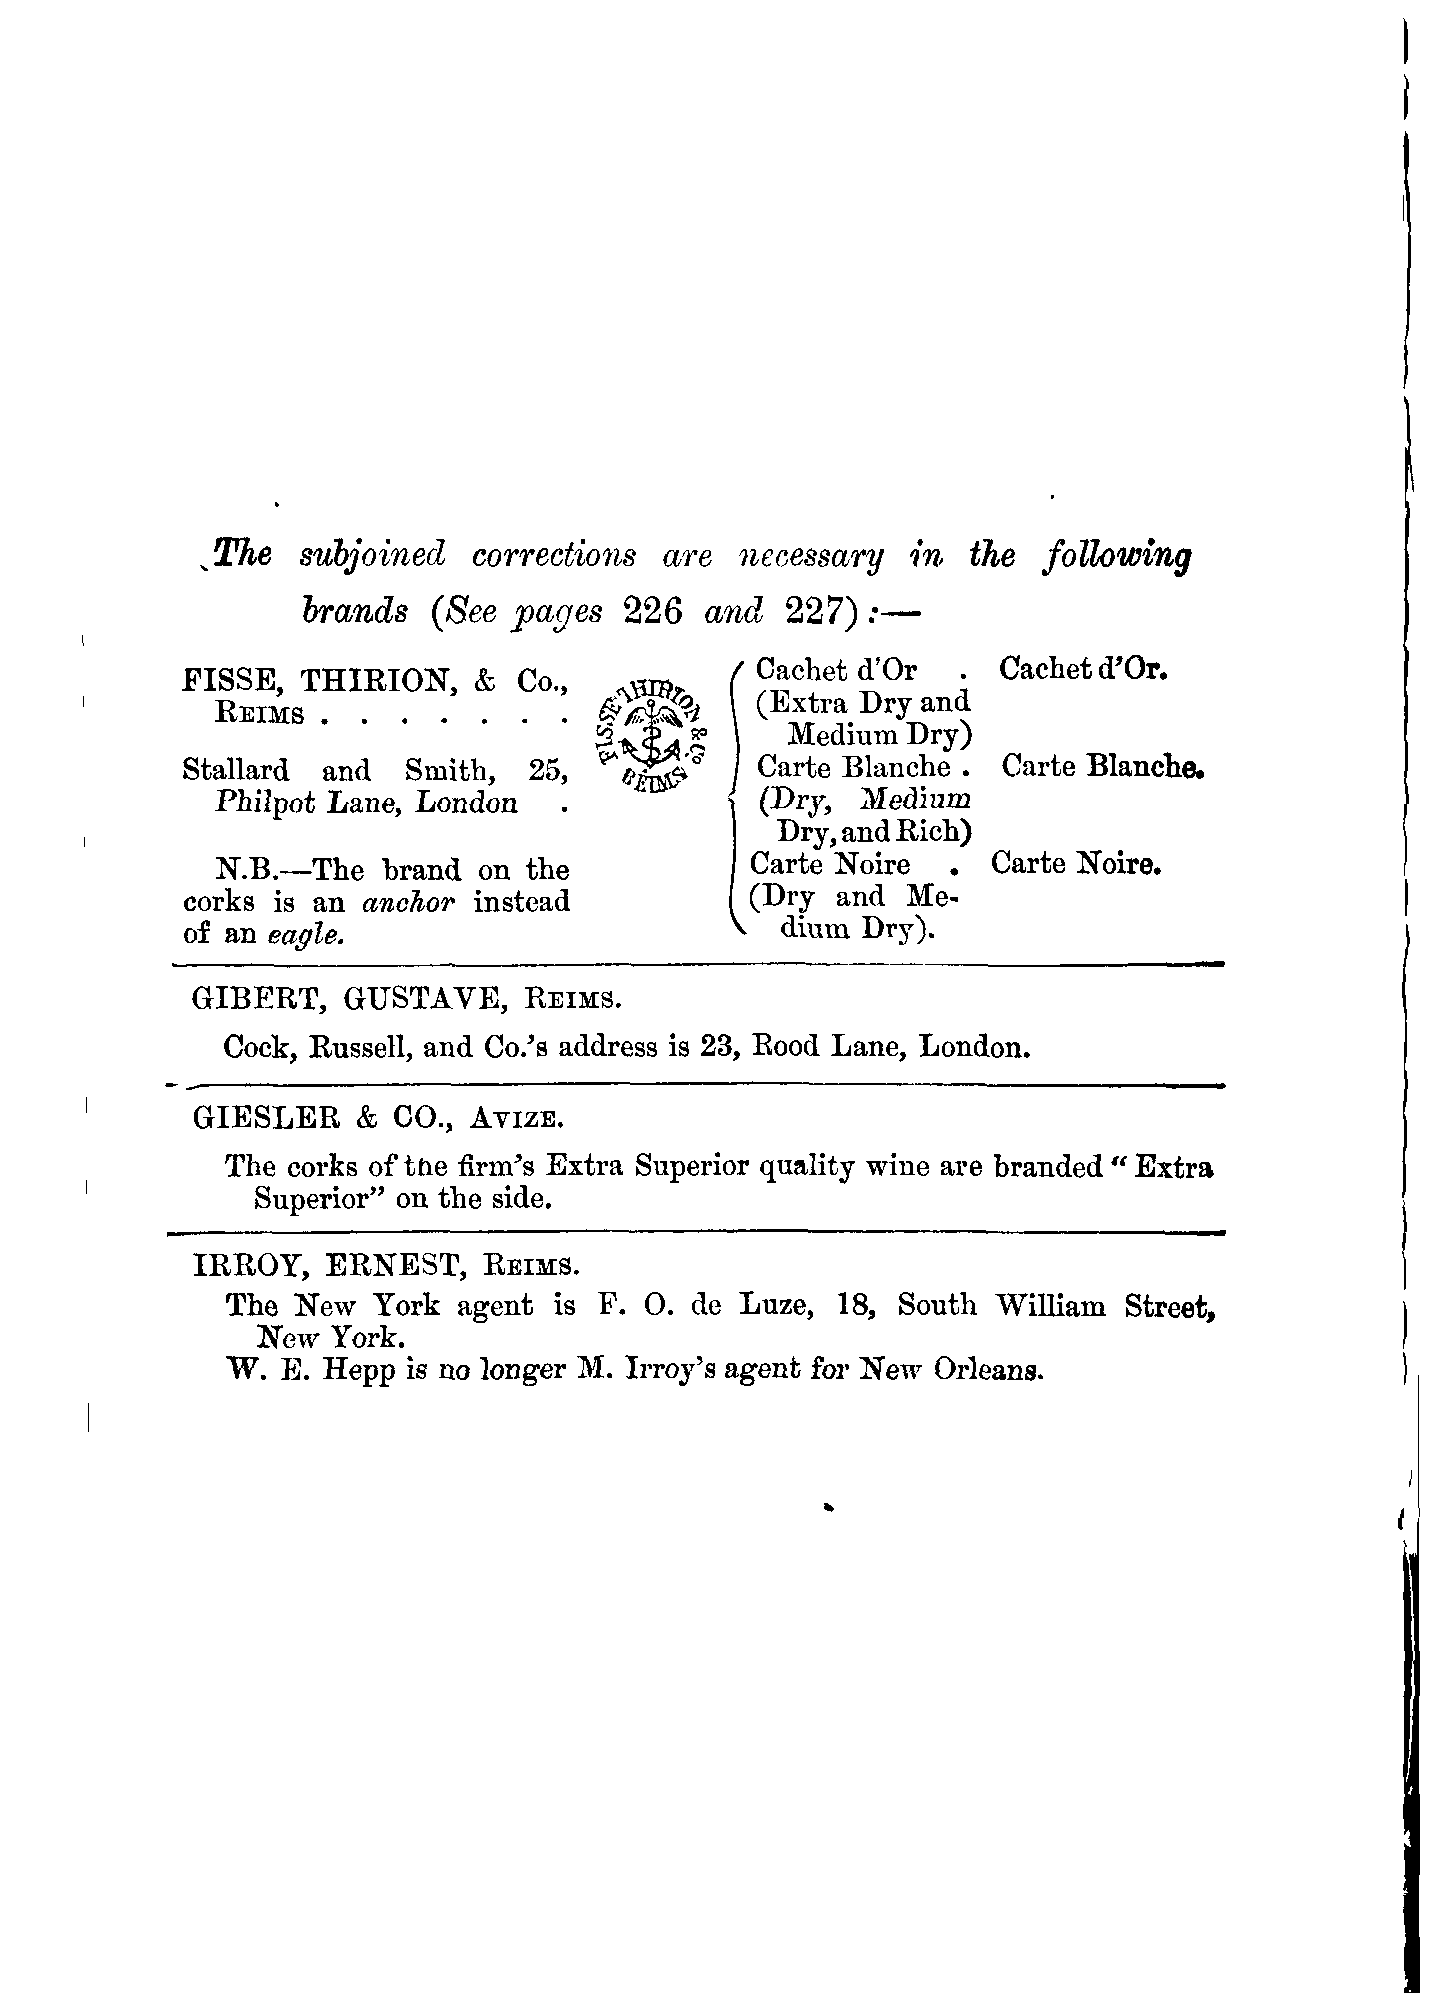 The subjoined corrections are necessary in the following
brands (See pages 226 and 227):—
FISSE, THIRION, & Co.,
REIMS . . . . . . .
Stallard and Smith, 25,
Philpot Lane, London .
N.B.—The brand on the
corks is an anchor instead
of an eagle.
FISSE THIRION & Co
REIMS
Cachet d'Or . Cachet d'Or.
(Extra Dry and
Medium Dry)
Carte Blanche . Carte Blanche.
(Dry, Medium
Dry, and Rich)
Carte Noire . Carte Noire.
(Dry and Me-
dium Dry).
GIBERT, GUSTAVE, REIMS.
Cock, Russell, and Co.'s address is 23, Rood Lane, London.
GIESLER & CO., AVIZE.
The corks of the firm's Extra Superior quality wine are branded "Extra
Superior" on the side.
IRROY, ERNEST, REIMS.
The New York agent is F. O. de Luze, 18, South William Street,
New York.
W. E. Hepp is no longer M. Irroy's agent for New Orleans.